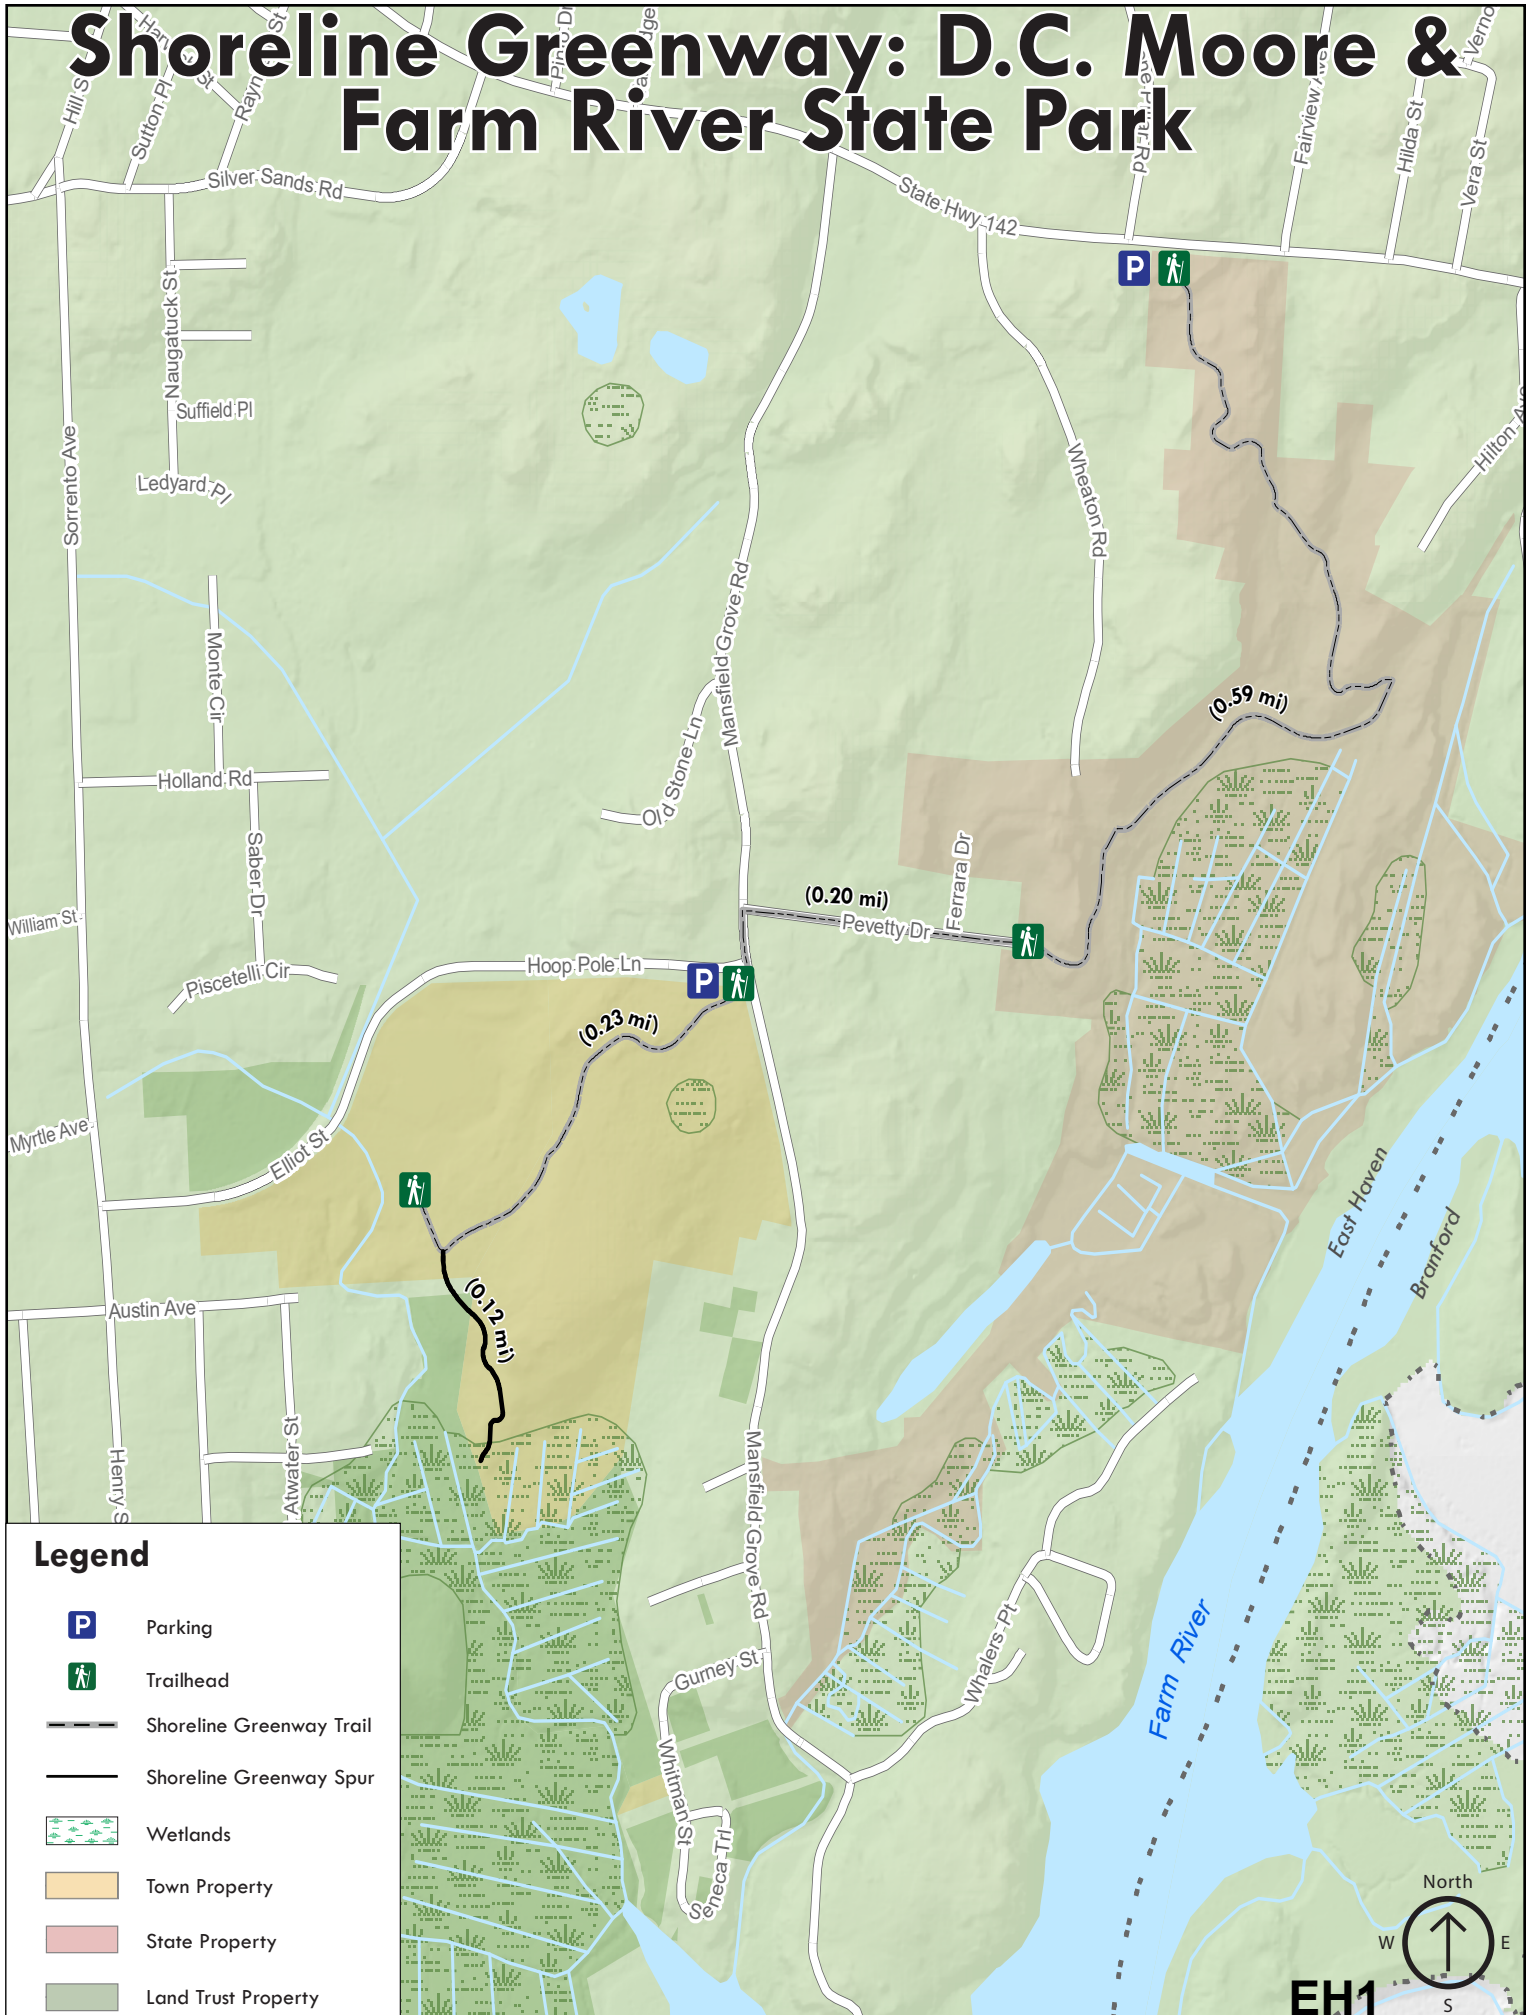 Shoreline Greenway: D.C. Moore &
Farm River State Park
Hill S
Sutton Pl
Rayn
St
Silver Sands Rd
State Hwy 142
Fairview Ave
Hilda St
Vera St
Verno
P
Naugatuck St
Suffield Pl
Ledyard Pl
Sorrento Ave
Wheaton Rd
Hilton Ave
Mansfield Grove Rd
Monte Cir
Old Stone Ln
(0.59 mi)
Holland Rd
Saber Dr
Ferrara Dr
(0.20 mi)
Pevetty Dr
William St
Piscetelli Cir
Hoop Pole Ln
P
(0.23 mi)
Myrtle Ave
Elliot St
East Haven
Branford
(0.12 mi)
Austin Ave
Henry S
Atwater St
Mansfield Grove Rd
Whalers Pt
Farm River
Gurney St
Whitman St
Seneca Trl
Legend
P Parking
Trailhead
Shoreline Greenway Trail
Shoreline Greenway Spur
Wetlands
Town Property
State Property
Land Trust Property
North
W E
S
EH1